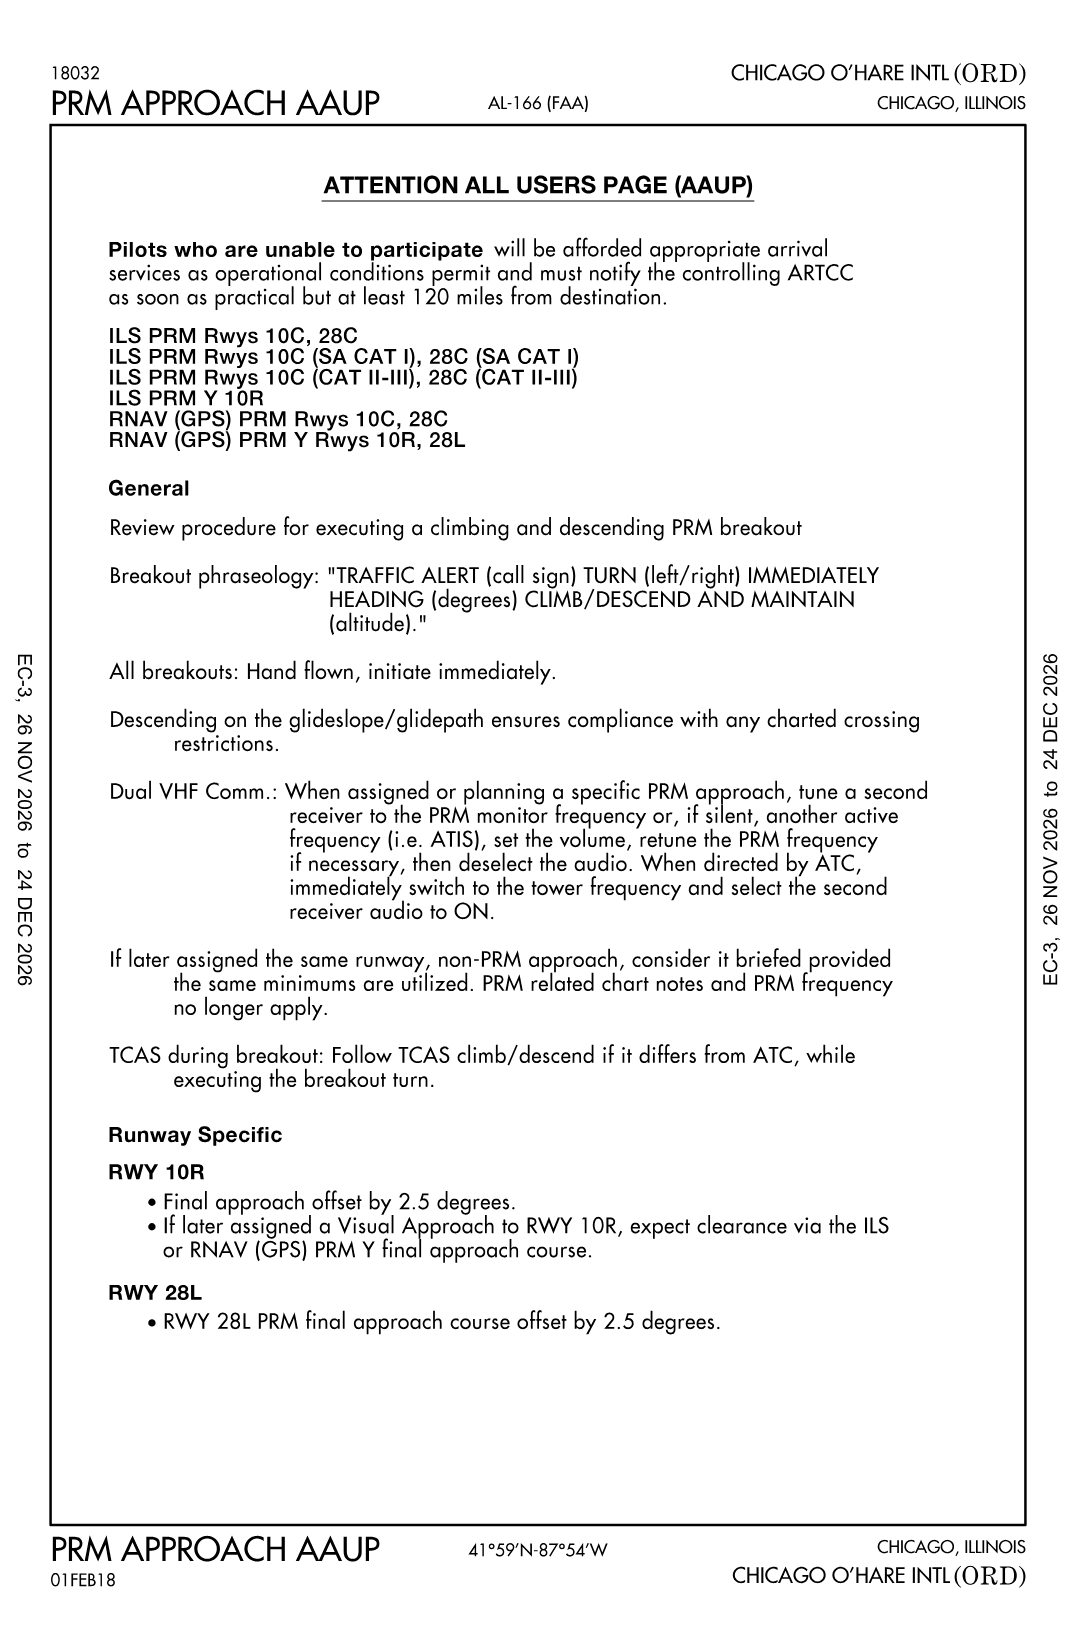 18032
CHICAGO O'HARE INTL (ORD)
PRM APPROACH AAUP
AL-166 (FAA)
CHICAGO, ILLINOIS
ATTENTION ALL USERS PAGE (AAUP)
Pilots who are unable to participate will be afforded appropriate arrival
services as operational conditions permit and must notify the controlling ARTCC
as soon as practical but at least 120 miles from destination.
ILS PRM Rwys 10C, 28C
ILS PRM Rwys 10C (SA CAT I), 28C (SA CAT I)
ILS PRM Rwys 10C (CAT II-III), 28C (CAT II-III)
ILS PRM Y 10R
RNAV (GPS) PRM Rwys 10C, 28C
RNAV (GPS) PRM Y Rwys 10R, 28L
General
Review procedure for executing a climbing and descending PRM breakout
Breakout phraseology: "TRAFFIC ALERT (call sign) TURN (left/right) IMMEDIATELY
HEADING (degrees) CLIMB/DESCEND AND MAINTAIN
(altitude)."
All breakouts: Hand flown, initiate immediately.
Descending on the glideslope/glidepath ensures compliance with any charted crossing
restrictions.
Dual VHF Comm.: When assigned or planning a specific PRM approach, tune a second
receiver to the PRM monitor frequency or, if silent, another active
frequency (i.e. ATIS), set the volume, retune the PRM frequency
if necessary, then deselect the audio. When directed by ATC,
immediately switch to the tower frequency and select the second
receiver audio to ON.
If later assigned the same runway, non-PRM approach, consider it briefed provided
the same minimums are utilized. PRM related chart notes and PRM frequency
no longer apply.
TCAS during breakout: Follow TCAS climb/descend if it differs from ATC, while
executing the breakout turn.
Runway Specific
RWY 10R
• Final approach offset by 2.5 degrees.
• If later assigned a Visual Approach to RWY 10R, expect clearance via the ILS
or RNAV (GPS) PRM Y final approach course.
RWY 28L
• RWY 28L PRM final approach course offset by 2.5 degrees.
EC-3, 26 NOV 2026 to 24 DEC 2026
EC-3, 26 NOV 2026 to 24 DEC 2026
PRM APPROACH AAUP
41°59'N-87°54'W
CHICAGO, ILLINOIS
01FEB18
CHICAGO O'HARE INTL (ORD)